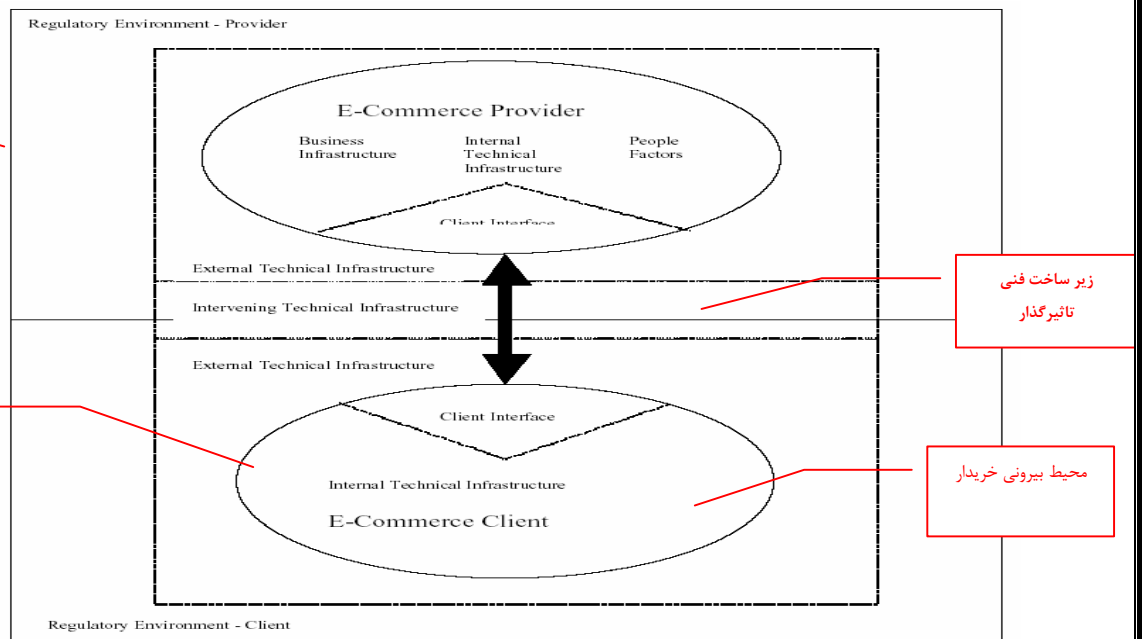 Regulatory Environment - Provider
E-Commerce Provider
Business
Infrastructure
Internal
Technical
Infrastructure
People
Factors
Client Interface
External Technical Infrastructure
Intervening Technical Infrastructure
زیر ساخت فنی
تاثیرگذار
External Technical Infrastructure
Client Interface
محیط بیرونی خریدار
Internal Technical Infrastructure
E-Commerce Client
Regulatory Environment - Client